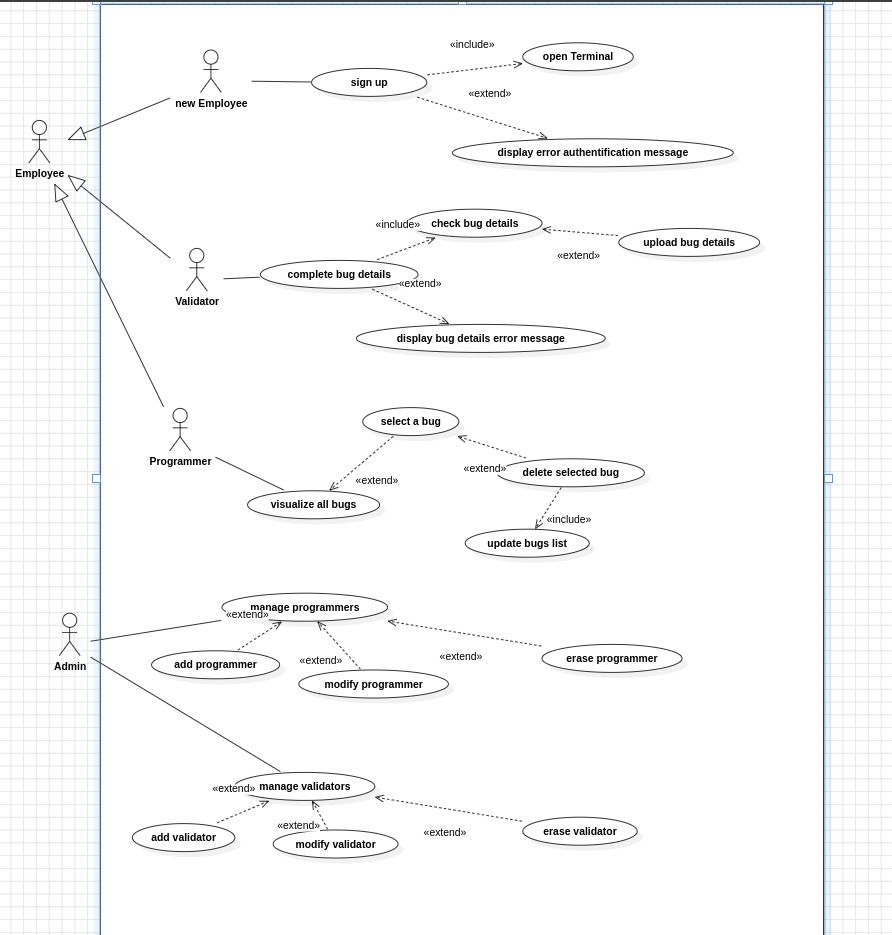 «include»
open Terminal
sign up
new Employee
«extend»
display error authentification message
Employee
«include»
check bug details
upload bug details
«extend»
complete bug details
«extend»
Validator
display bug details error message
select a bug
Programmer
«extend»
delete selected bug
«extend»
visualize all bugs
«include»
update bugs list
manage programmers
«extend»
Admin
add programmer
«extend»
«extend»
erase programmer
modify programmer
«extend»
manage validators
«extend»
«extend»
erase validator
add validator
modify validator